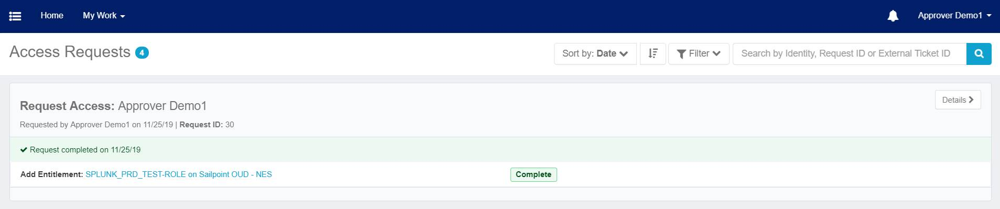 Home My Work Approver Demo1
Access Requests 4 Sort by: Date Filter Search by Identity, Request ID or External Ticket ID
Request Access: Approver Demo1 Details
Requested by Approver Demo1 on 11/25/19 | Request ID: 30
Request completed on 11/25/19
Add Entitlement: SPLUNK_PRD_TEST-ROLE on Sailpoint OUD - NES Complete